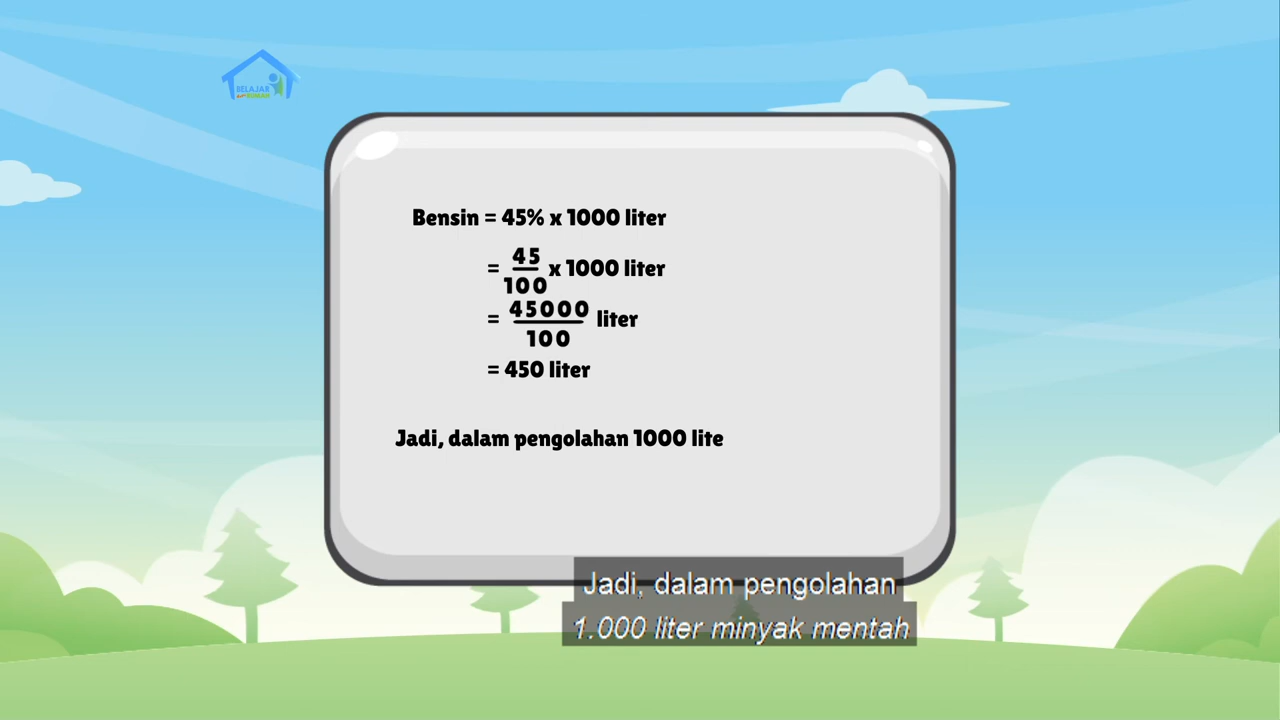 BELAJAR
Bensin = 45% x 1000 liter
= 45/100 x 1000 liter
= 45000/100 liter
= 450 liter
Jadi, dalam pengolahan 1000 lite
Jadi, dalam pengolahan
1.000 liter minyak mentah